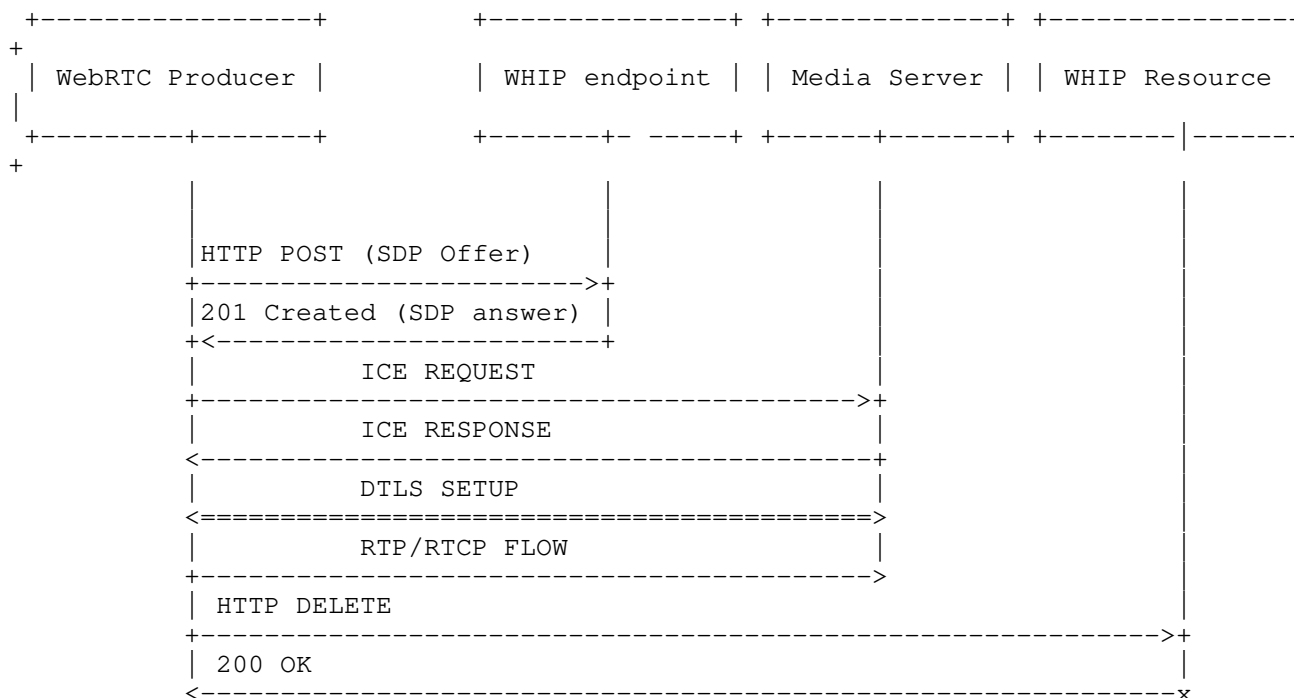 WebRTC Producer | WHIP endpoint | Media Server | WHIP Resource
HTTP POST (SDP Offer)
201 Created (SDP answer)
ICE REQUEST
ICE RESPONSE
DTLS SETUP
RTP/RTCP FLOW
HTTP DELETE
200 OK
x